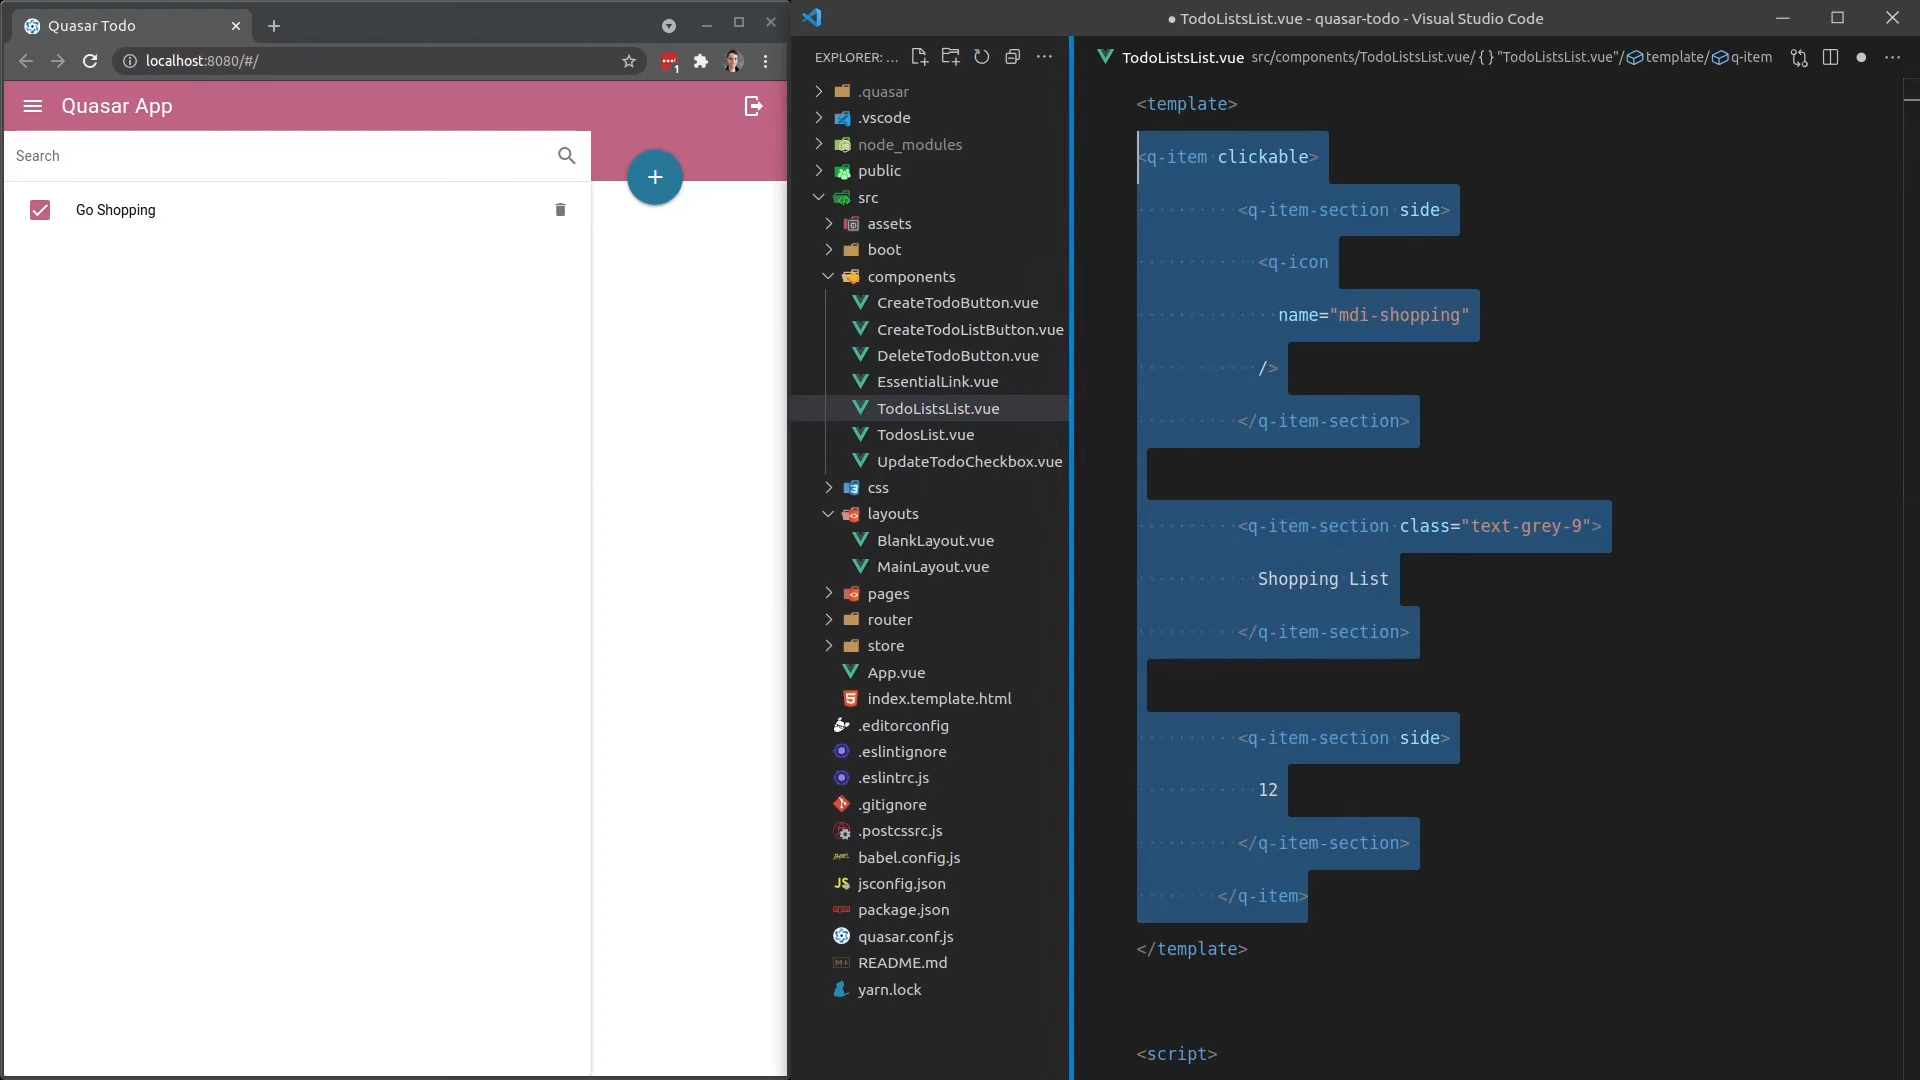 Quasar Todo
localhost:8080/#/
1
Quasar App
Search
Go Shopping
TodoListsList.vue - quasar-todo - Visual Studio Code
EXPLORER: ...
.quasar
.vscode
node_modules
public
src
assets
boot
components
CreateTodoButton.vue
CreateTodoListButton.vue
DeleteTodoButton.vue
EssentialLink.vue
TodoListsList.vue
TodosList.vue
UpdateTodoCheckbox.vue
css
layouts
BlankLayout.vue
MainLayout.vue
pages
router
store
App.vue
index.template.html
.editorconfig
.eslintignore
.eslintrc.js
.gitignore
.postcssrc.js
babel.config.js
jsconfig.json
package.json
quasar.conf.js
README.md
yarn.lock
TodoListsList.vue src/components/TodoListsList.vue/{}"TodoListsList.vue"/template/q-item
<template>
<q-item clickable>
<q-item-section side>
<q-icon
name="mdi-shopping"
/>
</q-item-section>
<q-item-section class="text-grey-9">
Shopping List
</q-item-section>
<q-item-section side>
12
</q-item-section>
</q-item>
</template>
<script>